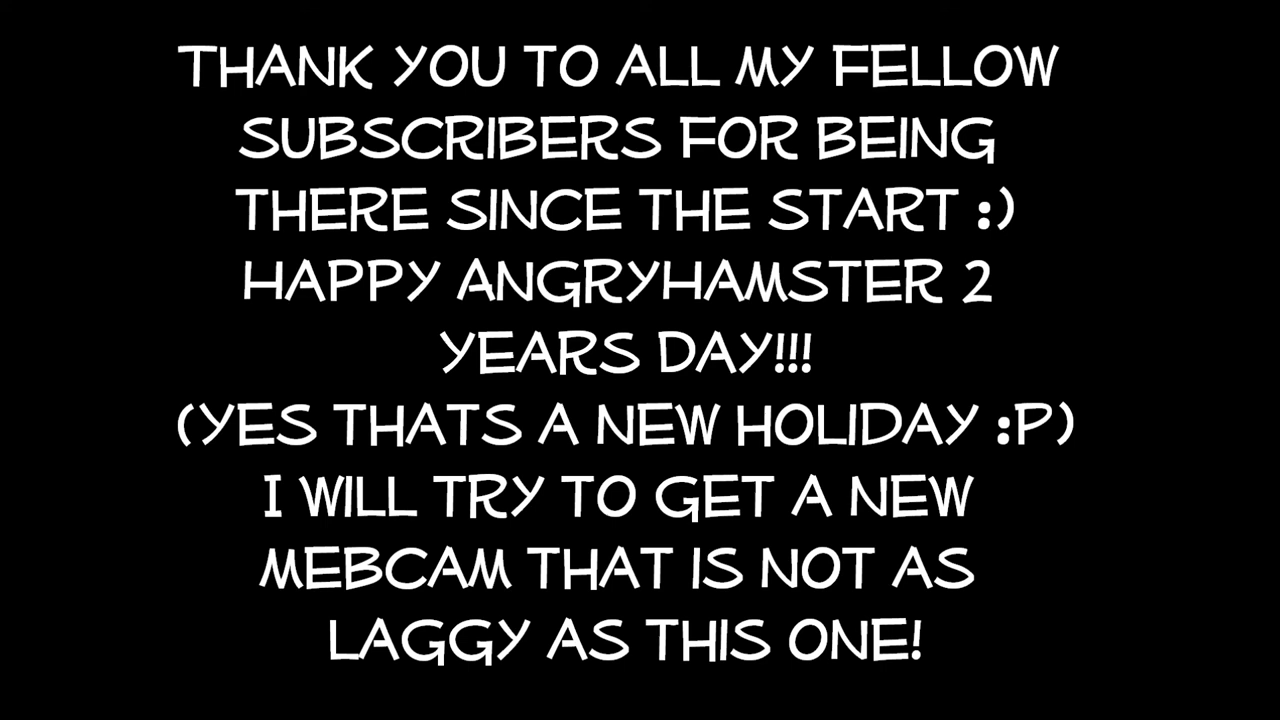 THANK YOU TO ALL MY FELLOW
SUBSCRIBERS FOR BEING
THERE SINCE THE START :)
HAPPY ANGRYHAMSTER 2
YEARS DAY!!!
(YES THATS A NEW HOLIDAY :P)
I WILL TRY TO GET A NEW
MEBCAM THAT IS NOT AS
LAGGY AS THIS ONE!